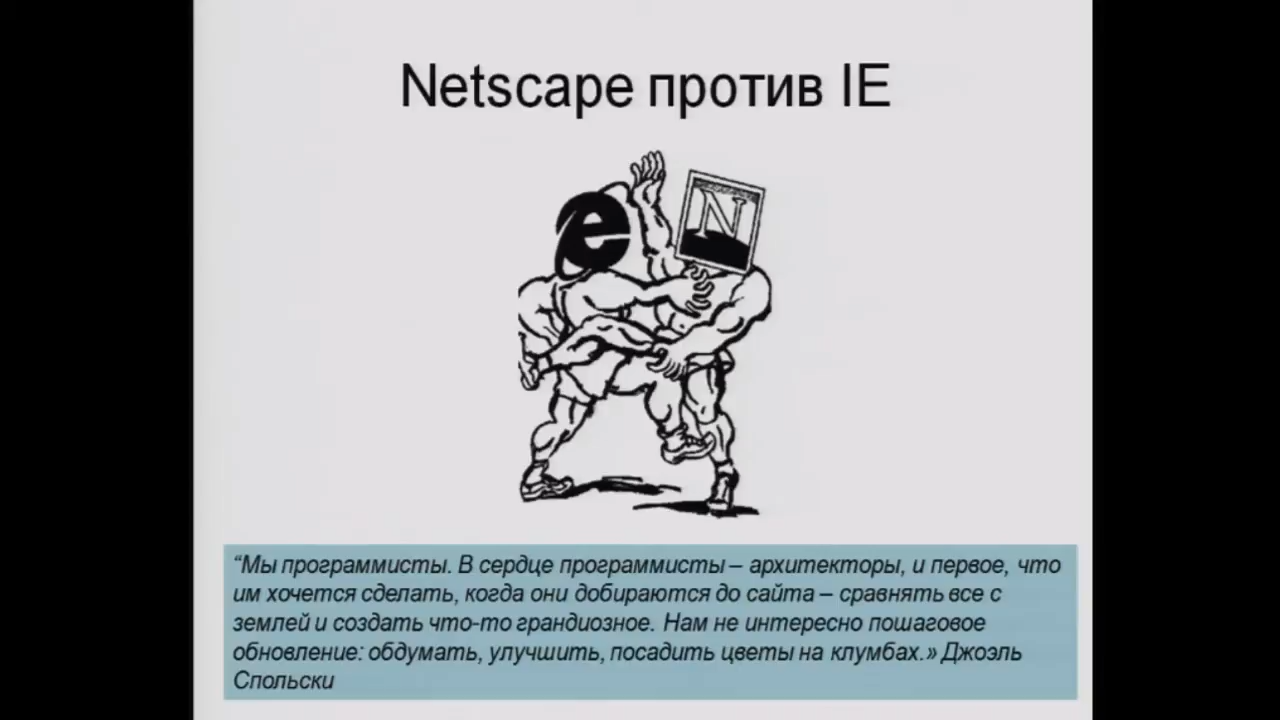 Netscape против IE
N
“Мы программисты. В сердце программисты – архитекторы, и первое, что
им хочется сделать, когда они добираются до сайта – сравнять все с
землей и создать что-то грандиозное. Нам не интересно пошаговое
обновление: обдумать, улучшить, посадить цветы на клумбах.» Джоэль
Спольски